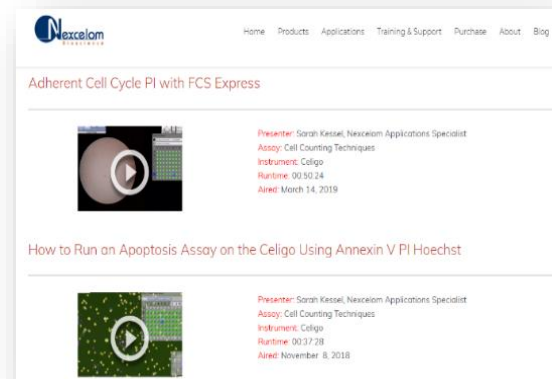 Nexcelom
Bioscience
Home Products Applications Training & Support Purchase About Blog
Adherent Cell Cycle PI with FCS Express
Presenter: Sarah Kessel, Nexcelom Applications Specialist
Assay: Cell Counting Techniques
Instrument: Celigo
Runtime: 00:50:24
Aired: March 14, 2019
How to Run an Apoptosis Assay on the Celigo Using Annexin V PI Hoechst
Presenter: Sarah Kessel, Nexcelom Applications Specialist
Assay: Cell Counting Techniques
Instrument: Celigo
Runtime: 00:37:28
Aired: November 8, 2018